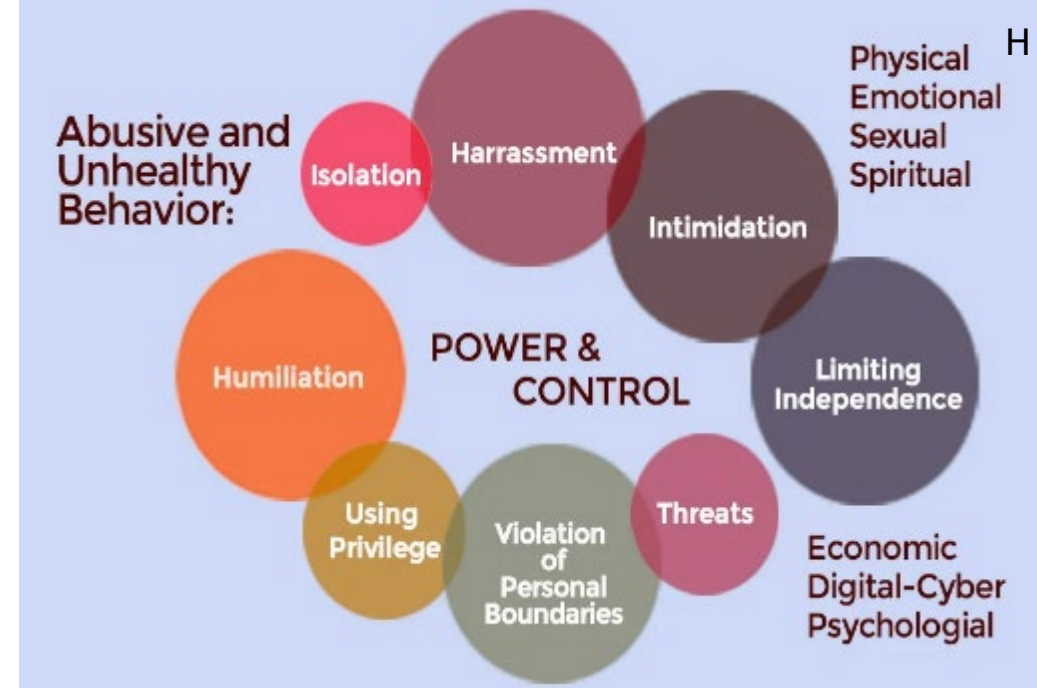 H
Abusive and
Unhealthy
Behavior:
Isolation
Harrassment
Intimidation
Physical
Emotional
Sexual
Spiritual
Humiliation
POWER &
CONTROL
Limiting
Independence
Using
Privilege
Violation
of
Personal
Boundaries
Threats
Economic
Digital-Cyber
Psychologial